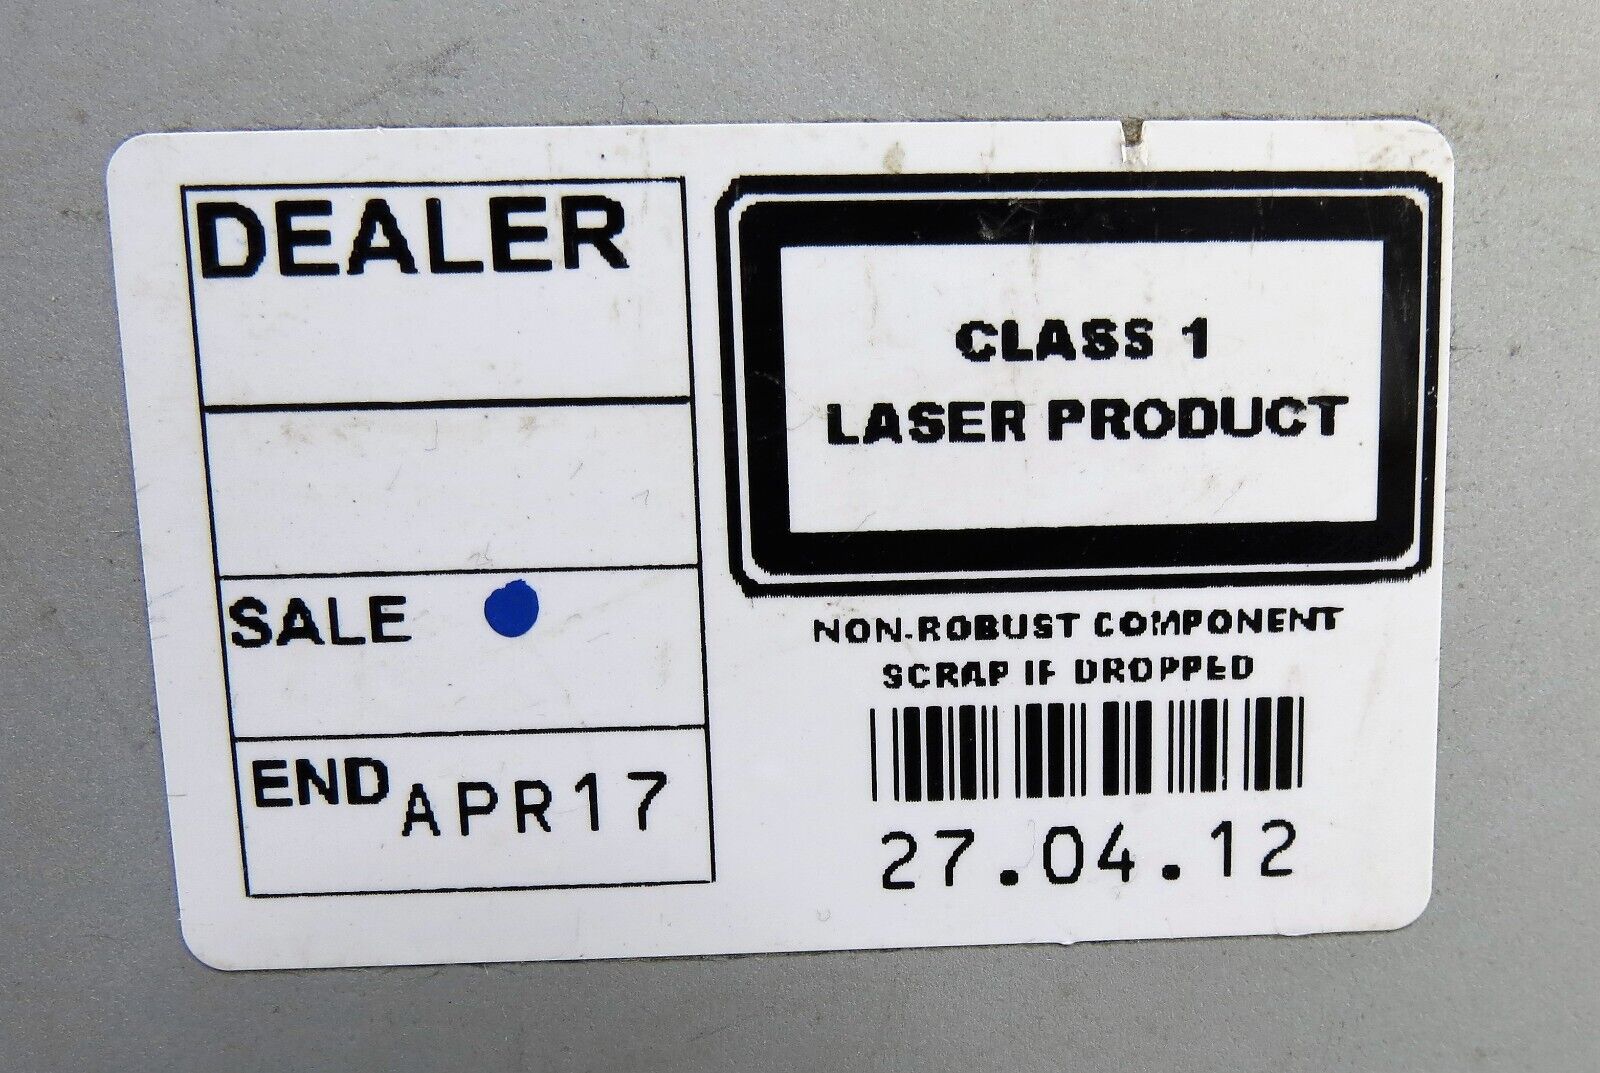 DEALER
SALE
END APR17
CLASS 1
LASER PRODUCT
NON-ROBUST COMPONENT
SCRAP IF DROPPED
27.04.12